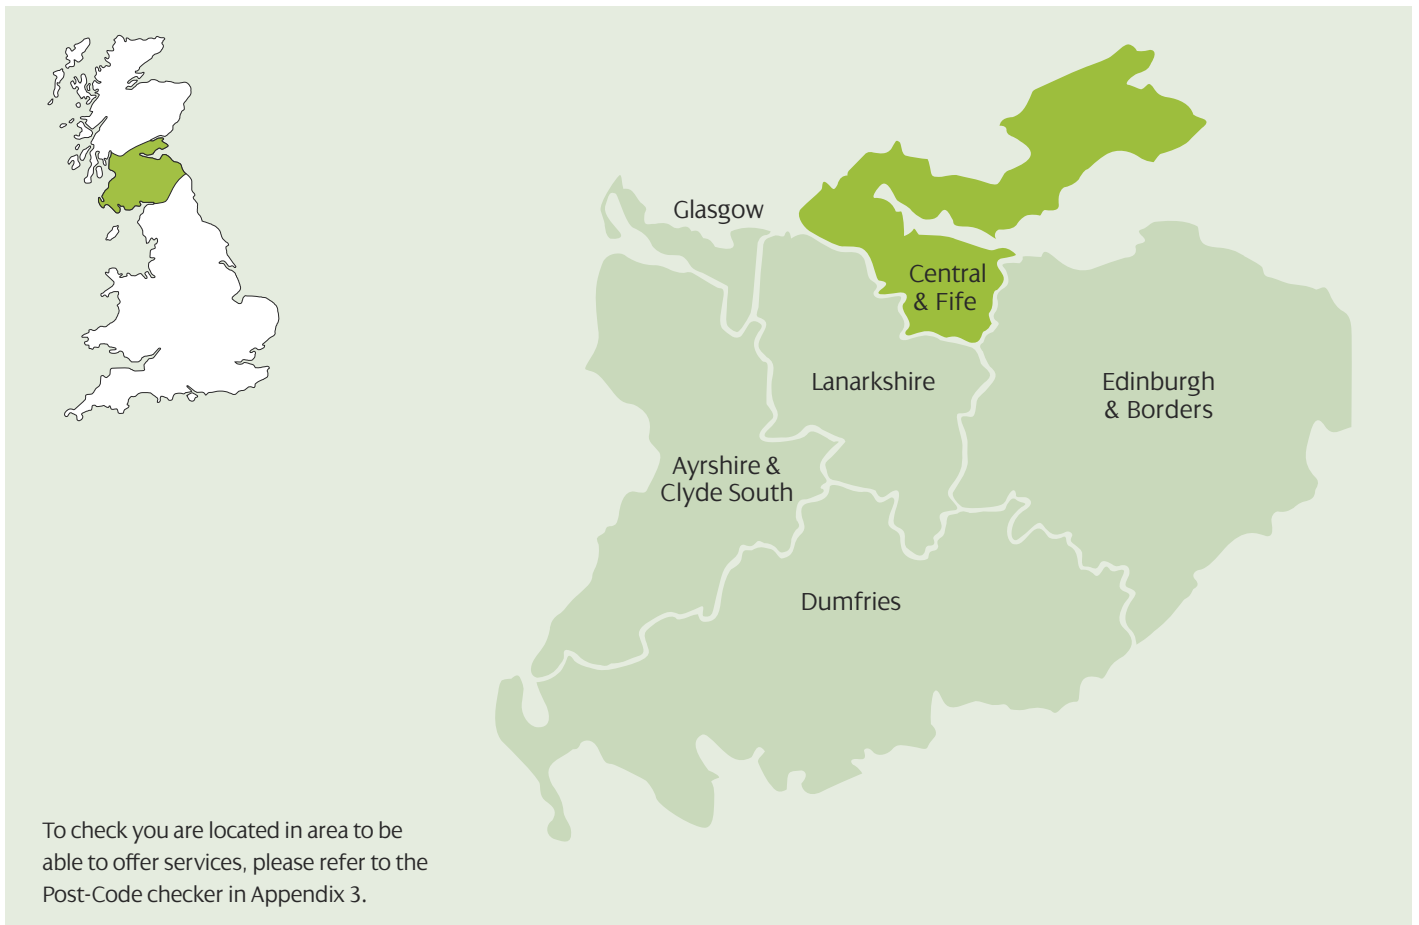 Glasgow
Central
& Fife
Lanarkshire
Edinburgh
& Borders
Ayrshire &
Clyde South
Dumfries
To check you are located in area to be
able to offer services, please refer to the
Post-Code checker in Appendix 3.